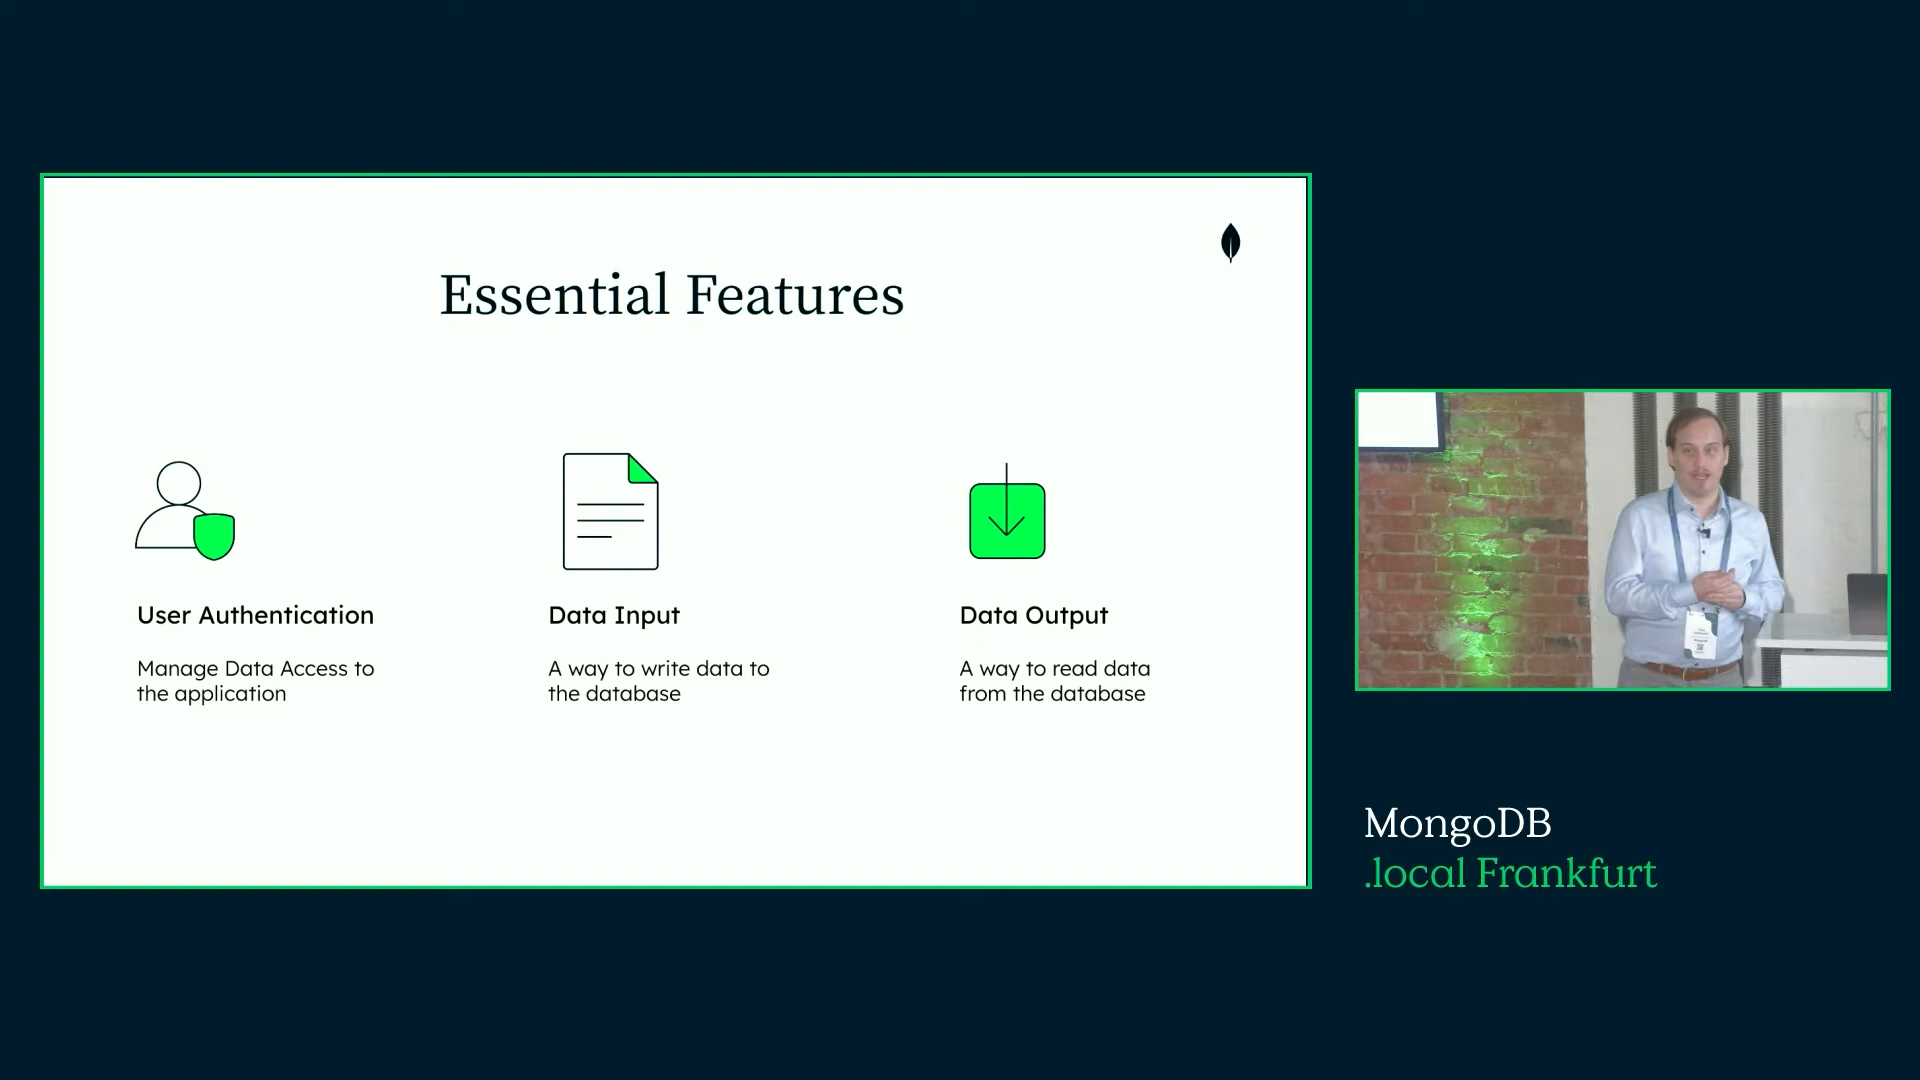 Essential Features
User Authentication
Manage Data Access to
the application
Data Input
A way to write data to
the database
Data Output
A way to read data
from the database
MongoDB
.local Frankfurt